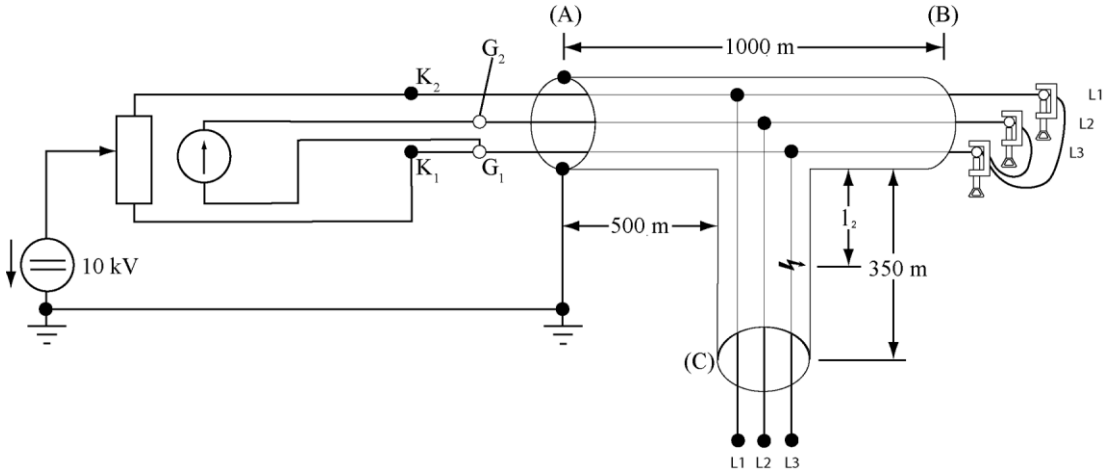 (A)
(B)
1000 m
G₂
K₂
L1
L2
L3
K₁
G₁
500 m
l₂
350 m
10 kV
(C)
L1 L2 L3